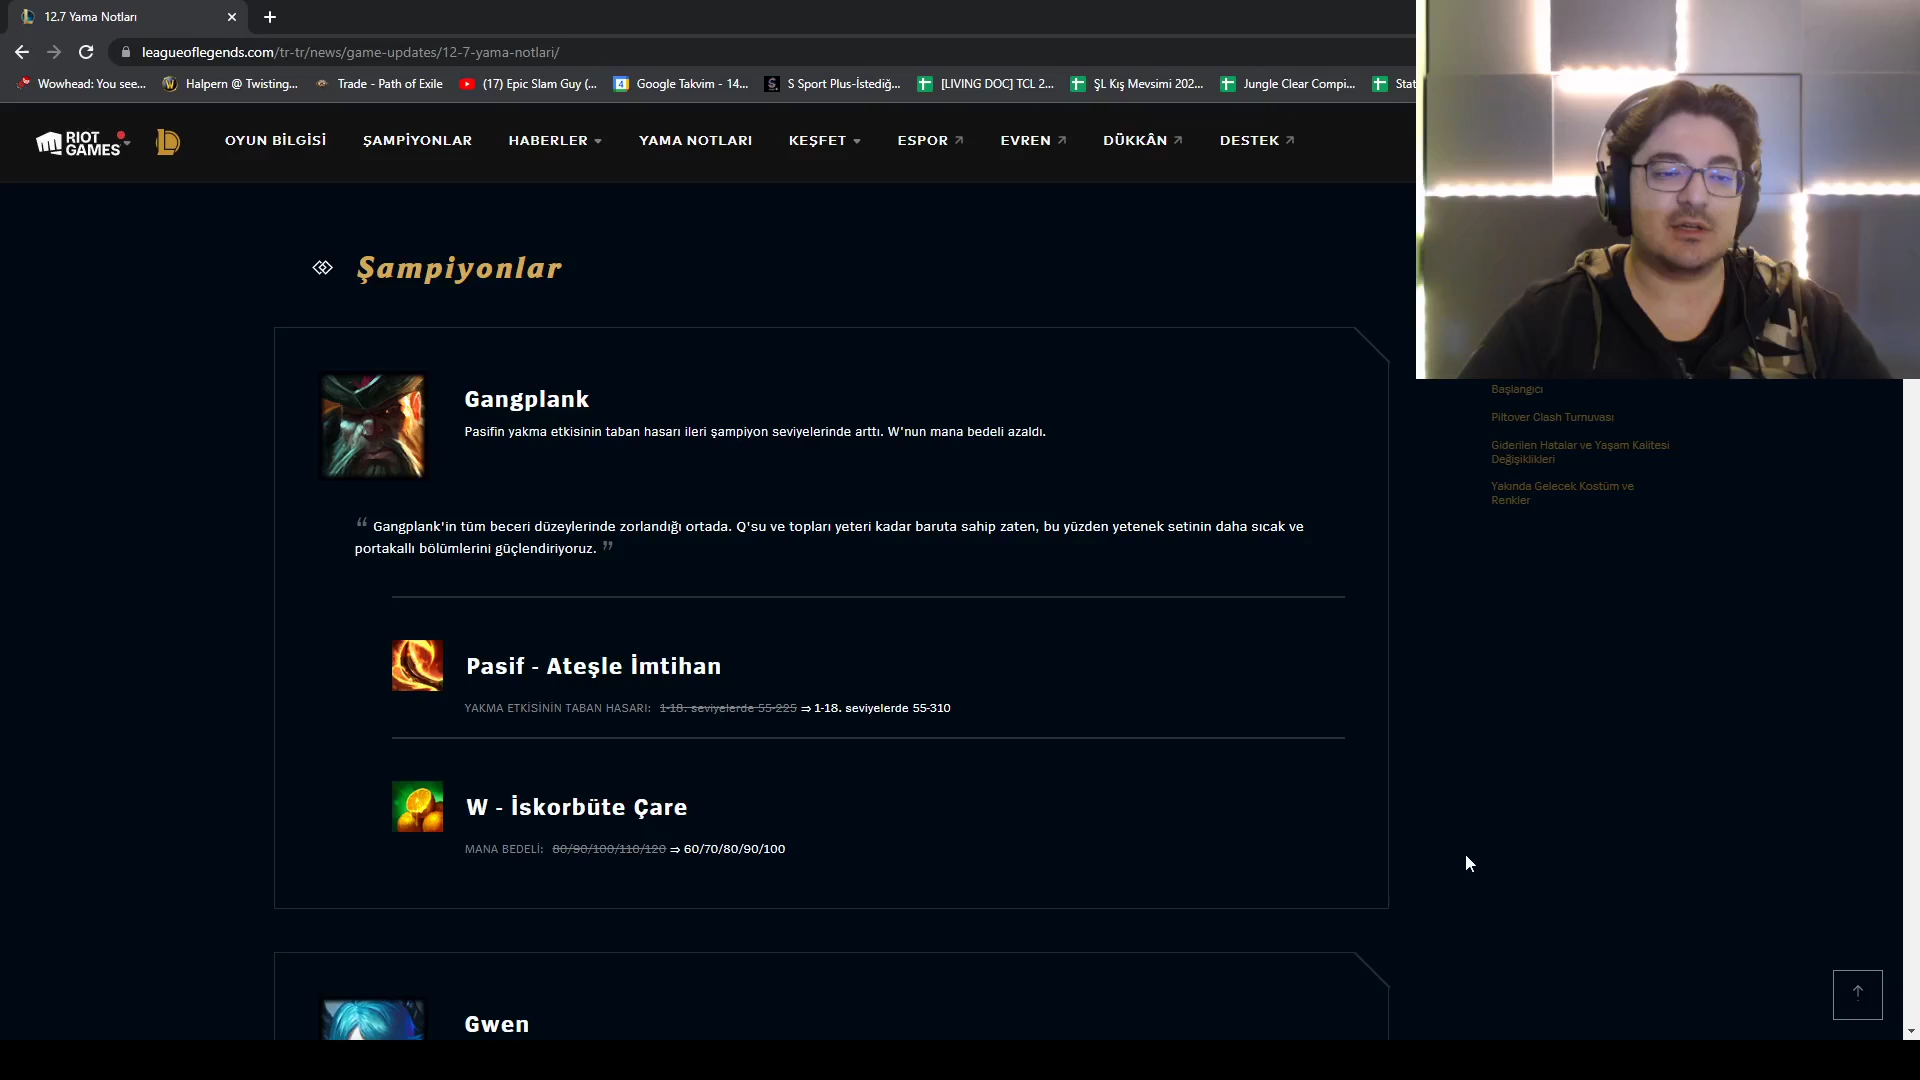 12.7 Yama Notları
leagueoflegends.com/tr-tr/news/game-updates/12-7-yama-notlari/
Wowhead: You see...
Halpern @ Twisting...
Trade - Path of Exile
(17) Epic Slam Guy (...
4
Google Takvim - 14...
S Sport Plus-İstediğ...
[LIVING DOC] TCL 2...
ŞL Kış Mevsimi 202...
Jungle Clear Compi...
Stat
RIOT
GAMES
OYUN BİLGİSİ
ŞAMPİYONLAR
HABERLER
YAMA NOTLARI
KEŞFET
ESPOR
EVREN
DÜKKÂN
DESTEK
Şampiyonlar
Gangplank
Pasifin yakma etkisinin taban hasarı ileri şampiyon seviyelerinde arttı. W'nun mana bedeli azaldı.
“ Gangplank'in tüm beceri düzeylerinde zorlandığı ortada. Q'su ve topları yeteri kadar baruta sahip zaten, bu yüzden yetenek setinin daha sıcak ve
portakallı bölümlerini güçlendiriyoruz. ”
Pasif - Ateşle İmtihan
YAKMA ETKİSİNİN TABAN HASARI: 1-18. seviyelerde 55-225 ⇒ 1-18. seviyelerde 55-310
W - İskorbüte Çare
MANA BEDELİ: 80/90/100/110/120 ⇒ 60/70/80/90/100
Gwen
Başlangıcı
Piltover Clash Turnuvası
Giderilen Hatalar ve Yaşam Kalitesi
Değişiklikleri
Yakında Gelecek Kostüm ve
Renkler